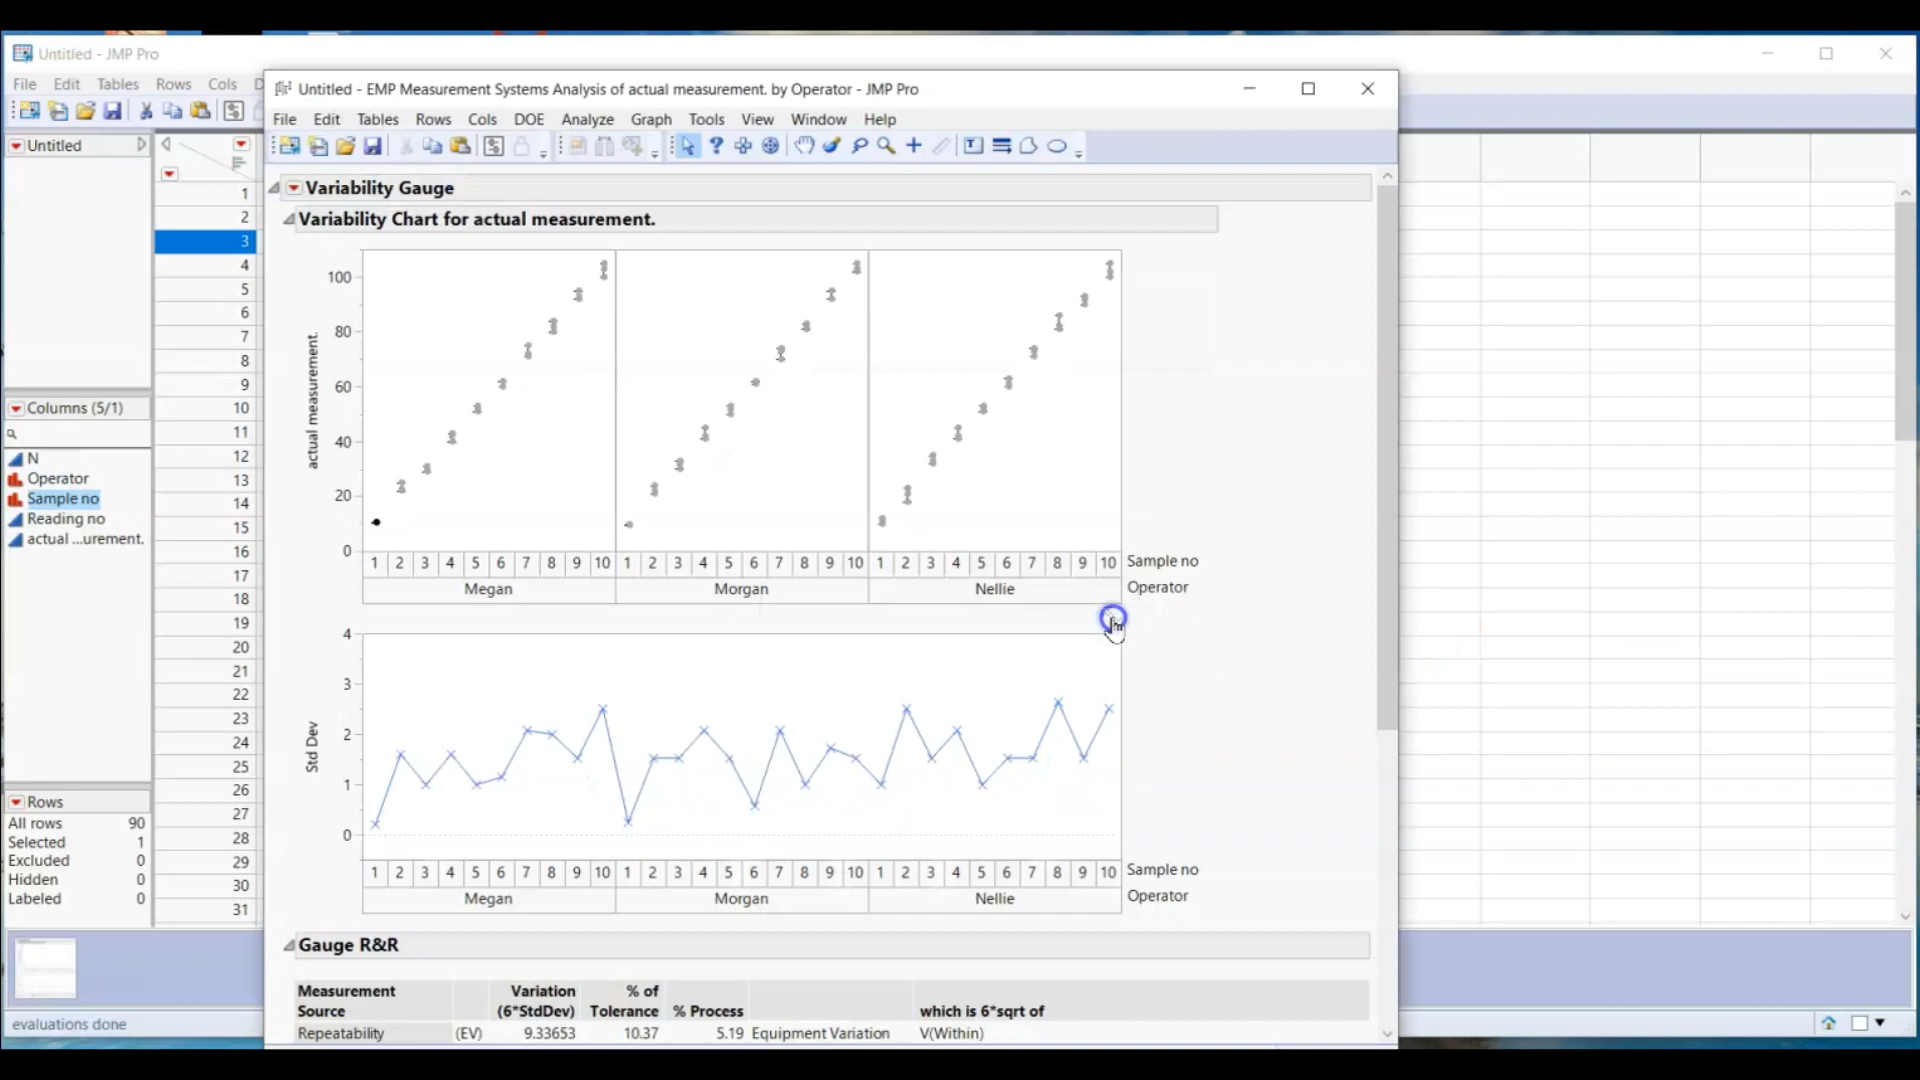 Untitled - JMP Pro
File Edit Tables Rows Cols D
Untitled - EMP Measurement Systems Analysis of actual measurement. by Operator - JMP Pro
File Edit Tables Rows Cols DOE Analyze Graph Tools View Window Help
Untitled
Columns (5/1)
N
Operator
Sample no
Reading no
actual ...urement.
Rows
All rows 90
Selected 1
Excluded 0
Hidden 0
Labeled 0
evaluations done
1
2
3
4
5
6
7
8
9
10
11
12
13
14
15
16
17
18
19
20
21
22
23
24
25
26
27
28
29
30
31
Variability Gauge
Variability Chart for actual measurement.
actual measurement.
100
80
60
40
20
0
1 2 3 4 5 6 7 8 9 10 1 2 3 4 5 6 7 8 9 10 1 2 3 4 5 6 7 8 9 10 Sample no
Megan Morgan Nellie Operator
Std Dev
4
3
2
1
0
1 2 3 4 5 6 7 8 9 10 1 2 3 4 5 6 7 8 9 10 1 2 3 4 5 6 7 8 9 10 Sample no
Megan Morgan Nellie Operator
Gauge R&R
Measurement Variation % of
Source (6*StdDev) Tolerance % Process which is 6*sqrt of
Repeatability (EV) 9.33653 10.37 5.19 Equipment Variation V(Within)